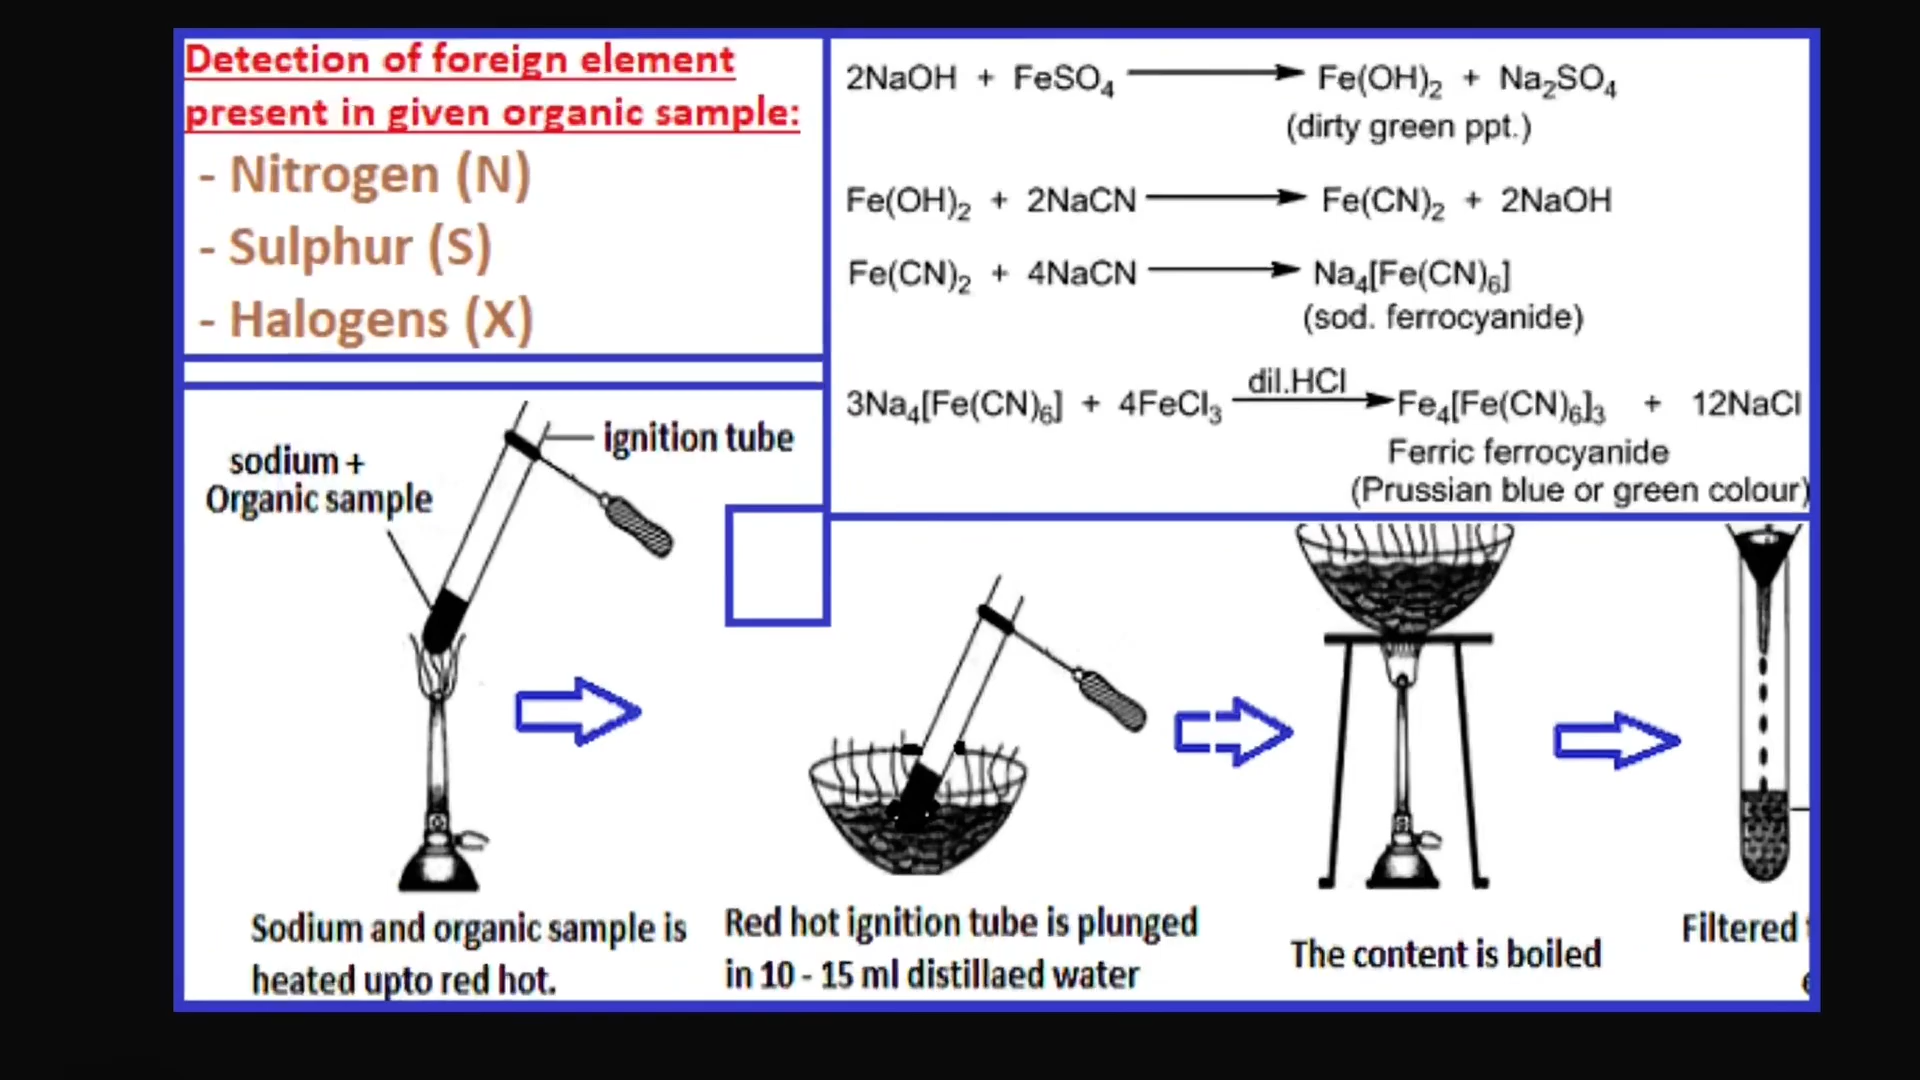 Detection of foreign element
present in given organic sample:
- Nitrogen (N)
- Sulphur (S)
- Halogens (X)
2NaOH + FeSO₄ ⟶ Fe(OH)₂ + Na₂SO₄
(dirty green ppt.)
Fe(OH)₂ + 2NaCN ⟶ Fe(CN)₂ + 2NaOH
Fe(CN)₂ + 4NaCN ⟶ Na₄[Fe(CN)₆]
(sod. ferrocyanide)
dil.HCl
3Na₄[Fe(CN)₆] + 4FeCl₃ ⟶ Fe₄[Fe(CN)₆]₃ + 12NaCl
Ferric ferrocyanide
(Prussian blue or green colour)
ignition tube
sodium +
Organic sample
Sodium and organic sample is
heated upto red hot.
Red hot ignition tube is plunged
in 10 - 15 ml distillaed water
The content is boiled
Filtered